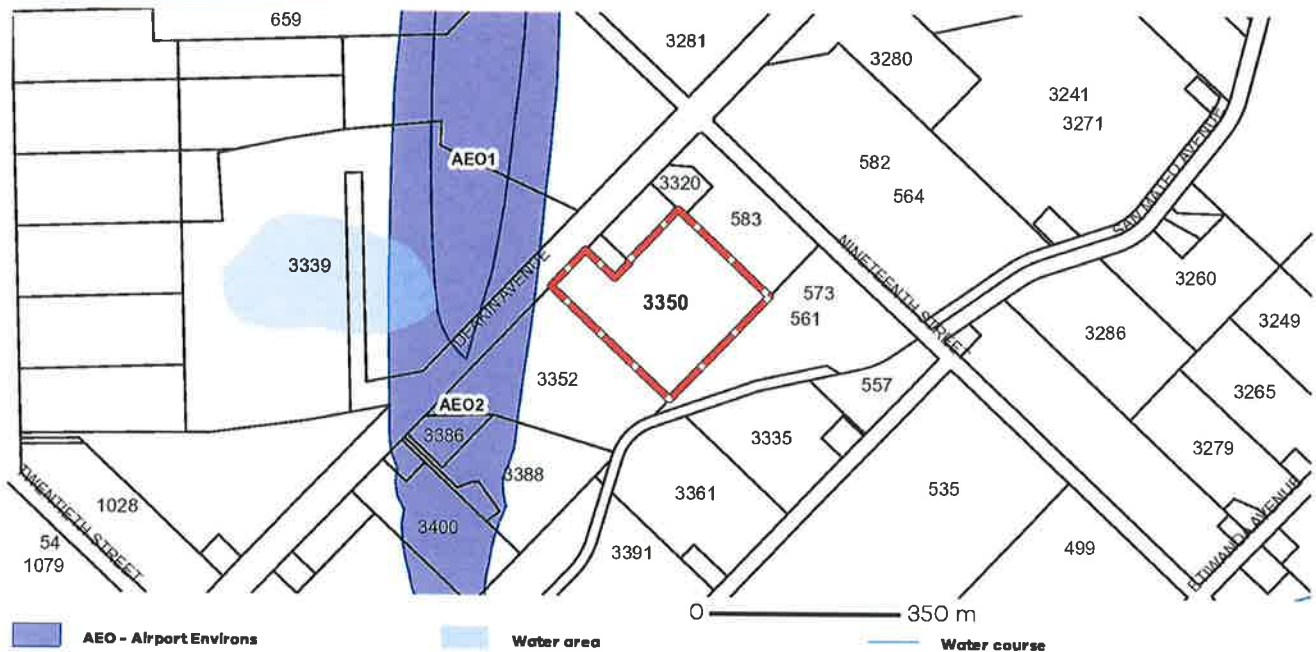 659
3281
3280
3241
3271
AEO1
582
564
SAN MATEO AVENUE
3320
583
NINETEENTH STREET
3339
DEAKIN AVENUE
3350
573
561
3260
3249
3286
3352
557
3265
AEO2
3386
3335
3279
3388
3361
535
TWENTIETH STREET
1028
3400
ETIWANDA AVENUE
54
1079
3391
499
0 350 m
AEO - Airport Environs
Water area
Water course